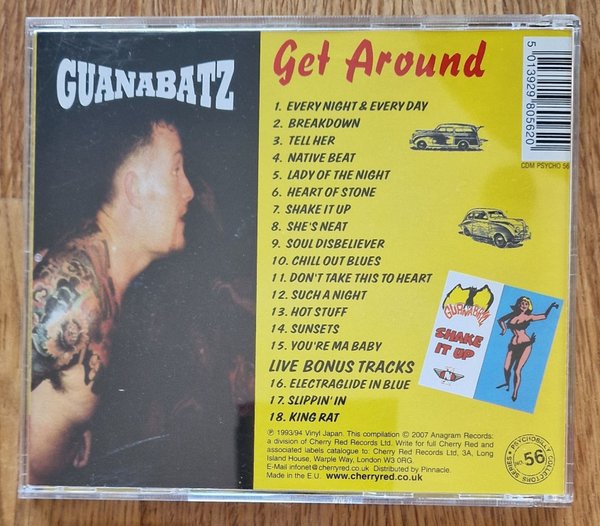 GUANABATZ
Get Around
1. EVERY NIGHT & EVERY DAY
2. BREAKDOWN
3. TELL HER
4. NATIVE BEAT
5. LADY OF THE NIGHT
6. HEART OF STONE
7. SHAKE IT UP
8. SHE'S NEAT
9. SOUL DISBELIEVER
10. CHILL OUT BLUES
11. DON'T TAKE THIS TO HEART
12. SUCH A NIGHT
13. HOT STUFF
14. SUNSETS
15. YOU'RE MA BABY
LIVE BONUS TRACKS
16. ELECTRAGLIDE IN BLUE
17. SLIPPIN' IN
18. KING RAT
5 013929 805620
CDM PSYCHO 56
GUANABATZ
SHAKE
IT UP
℗ 1993/94 Vinyl Japan. This compilation © 2007 Anagram Records:
a division of Cherry Red Records Ltd. Write for full Cherry Red and
associated labels catalogue to: Cherry Red Records Ltd, 3A, Long
Island House, Warple Way, London W3 0RG.
E-Mail infonet@cherryred.co.uk Distributed by Pinnacle.
Made in the E.U. www.cherryred.co.uk
PSYCHOBILLY COLLECTORS SERIES
NO. 56